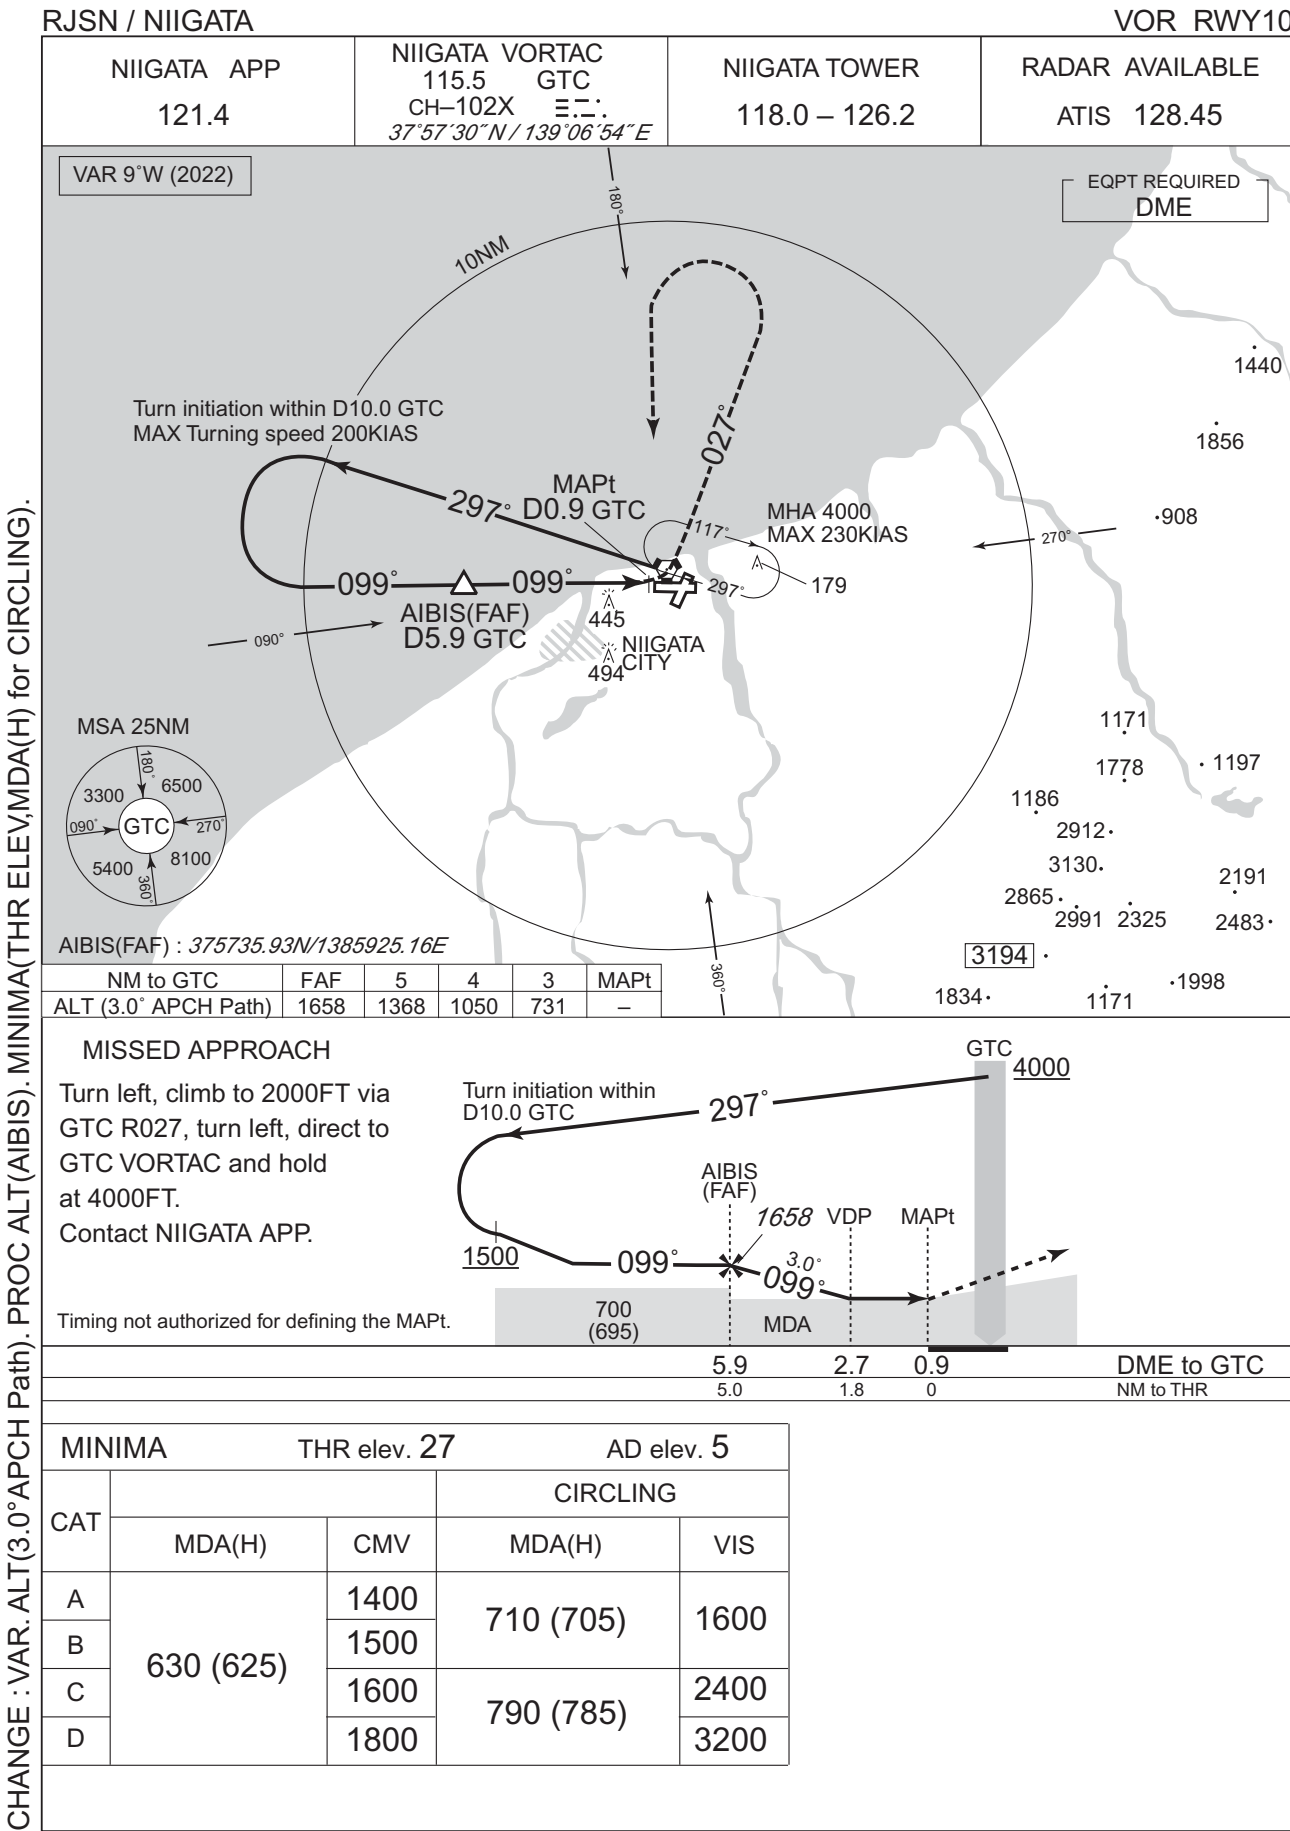 RJSN / NIIGATA
VOR RWY10
NIIGATA APP
121.4
NIIGATA VORTAC
115.5 GTC
CH–102X
37°57′30″N / 139°06′54″E
NIIGATA TOWER
118.0 – 126.2
RADAR AVAILABLE
ATIS 128.45
VAR 9°W (2022)
EQPT REQUIRED
DME
180°
10NM
1440
1856
Turn initiation within D10.0 GTC
MAX Turning speed 200KIAS
027°
297°
MAPt
D0.9 GTC
MHA 4000
MAX 230KIAS
908
117°
270°
297°
179
099°
099°
AIBIS(FAF)
D5.9 GTC
445
090°
NIIGATA
CITY
494
MSA 25NM
180°
3300
6500
090°
GTC
270°
5400
8100
360°
1171
1778
1197
1186
2912
3130
2191
2865
2991
2325
2483
3194
1998
1834
1171
360°
AIBIS(FAF) : 375735.93N/1385925.16E
NM to GTC FAF 5 4 3 MAPt
ALT (3.0° APCH Path) 1658 1368 1050 731 –
MISSED APPROACH
Turn left, climb to 2000FT via
GTC R027, turn left, direct to
GTC VORTAC and hold
at 4000FT.
Contact NIIGATA APP.
Timing not authorized for defining the MAPt.
GTC
4000
Turn initiation within
D10.0 GTC
297°
AIBIS
(FAF)
1658
VDP
MAPt
1500
099°
3.0°
099°
700
(695)
MDA
5.9 2.7 0.9 DME to GTC
5.0 1.8 0 NM to THR
MINIMA THR elev. 27 AD elev. 5
CAT
CIRCLING
MDA(H) CMV MDA(H) VIS
A 1400
B 1500
710 (705) 1600
630 (625)
C 1600 2400
790 (785)
D 1800 3200
CHANGE : VAR. ALT(3.0°APCH Path). PROC ALT(AIBIS). MINIMA(THR ELEV,MDA(H) for CIRCLING).